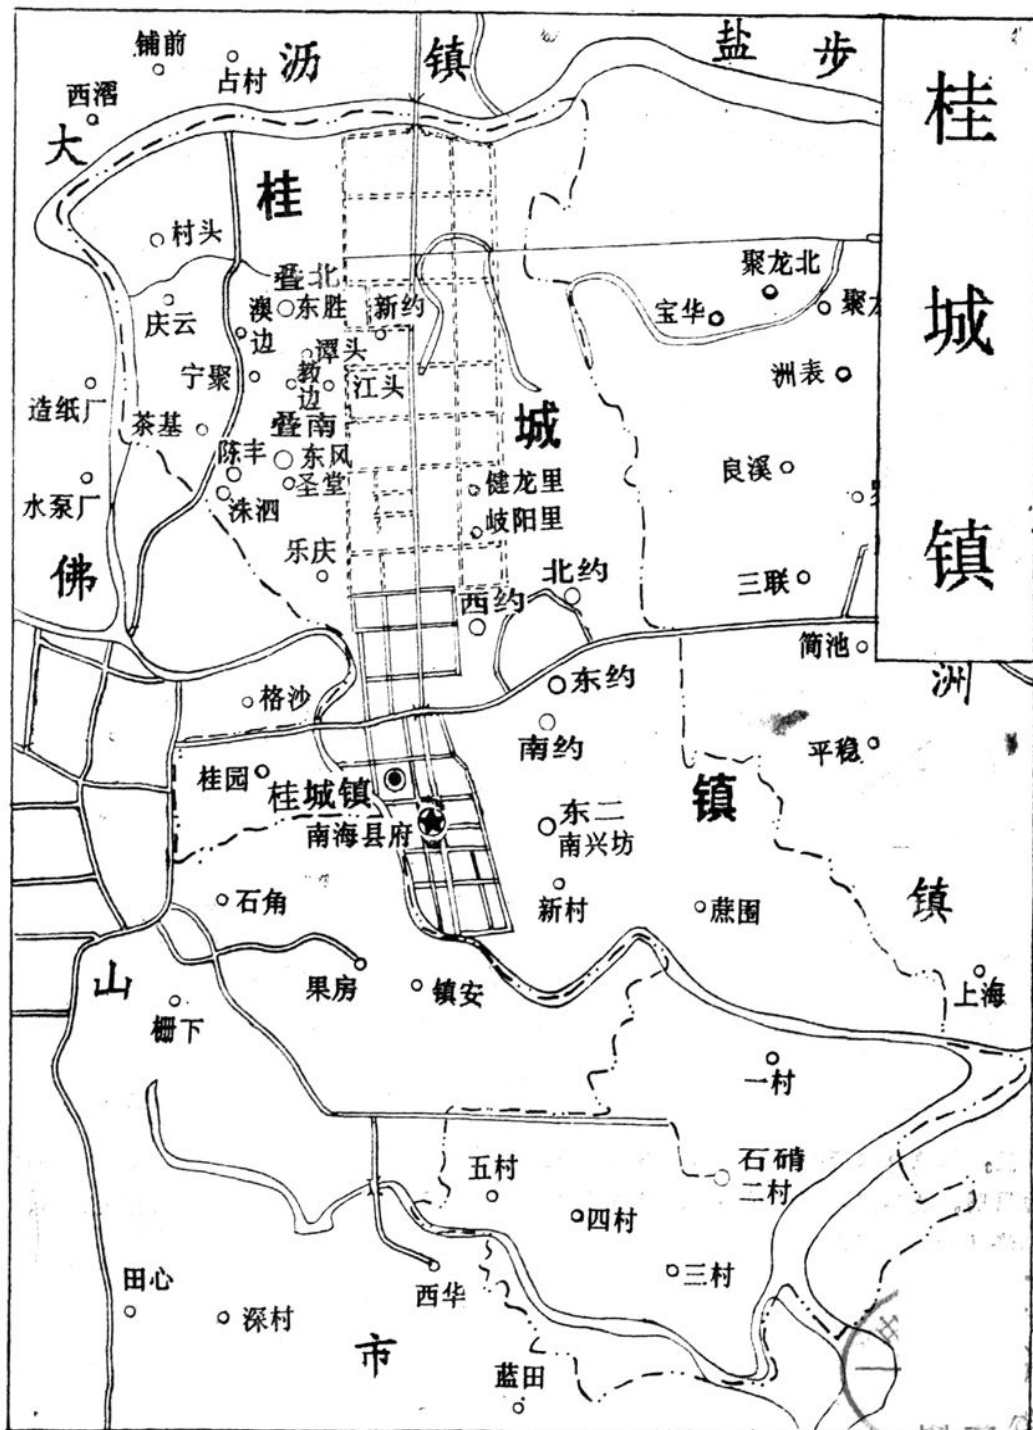 桂城镇
铺前
沥
镇
盐
步
占村
西滘
大
桂
村头
叠北
聚龙北
庆云
澳边
东胜
新约
宝华
潭头
宁聚
教边
江头
洲表
造纸厂
茶基
叠南
城
陈丰
东风
良溪
圣堂
健龙里
水泵厂
洙泗
岐阳里
佛
乐庆
北约
三联
西约
简池
洲
格沙
东约
南约
平稳
桂园
桂城镇
镇
南海县府
东二
南兴坊
石角
新村
蔗围
镇
山
果房
镇安
上海
栅下
一村
五村
石碃
二村
四村
田心
西华
三村
深村
市
蓝田